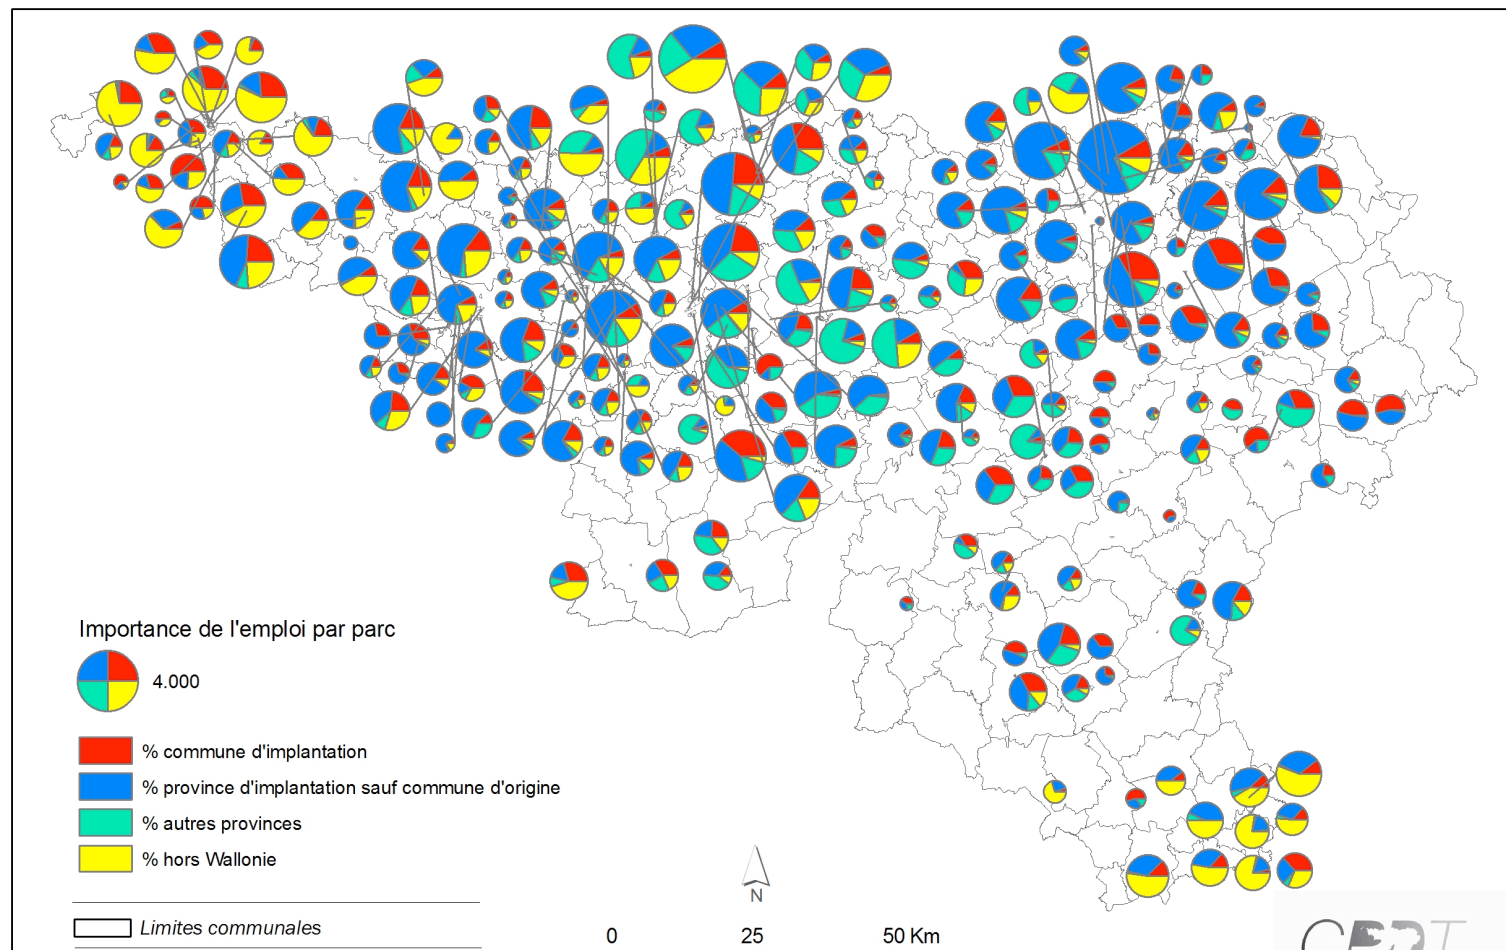 Importance de l'emploi par parc
4.000
% commune d'implantation
% province d'implantation sauf commune d'origine
% autres provinces
% hors Wallonie
Limites communales
N
0 25 50 Km